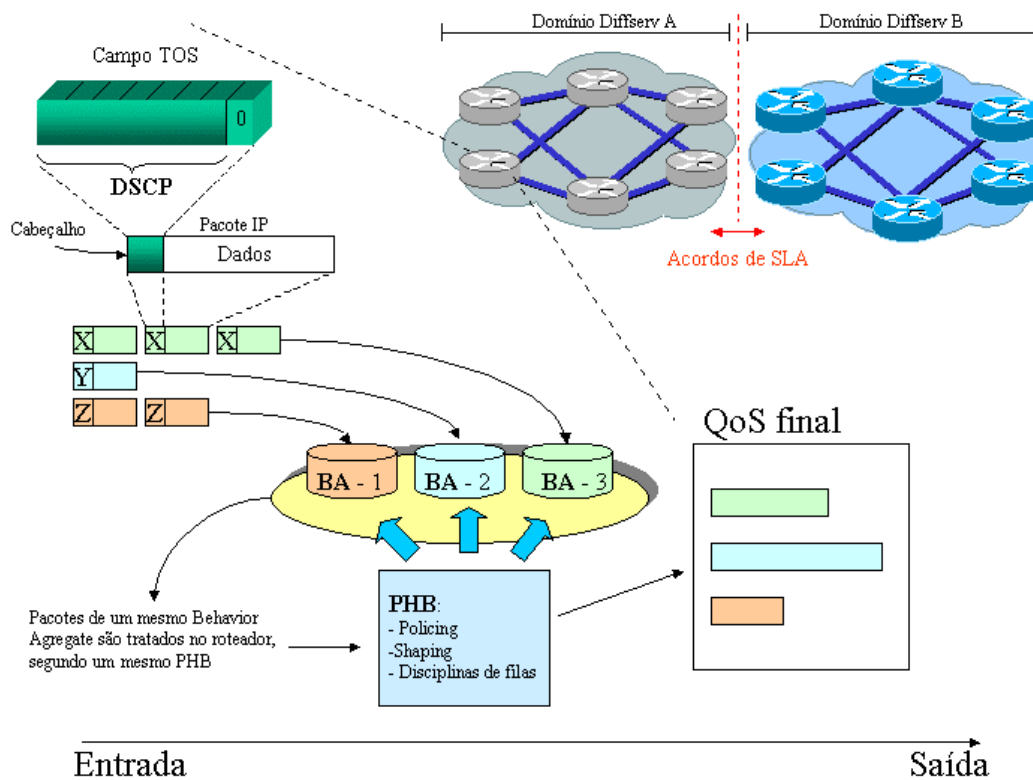 Domínio Diffserv A
Domínio Diffserv B
Campo TOS
0
DSCP
Acordos de SLA
Cabeçalho
Pacote IP
Dados
X
X
X
Y
Z
Z
QoS final
BA - 1
BA - 2
BA - 3
PHB:
- Policing
-Shaping
- Disciplinas de filas
Pacotes de um mesmo Behavior
Agregate são tratados no roteador,
segundo um mesmo PHB
Entrada
Saída